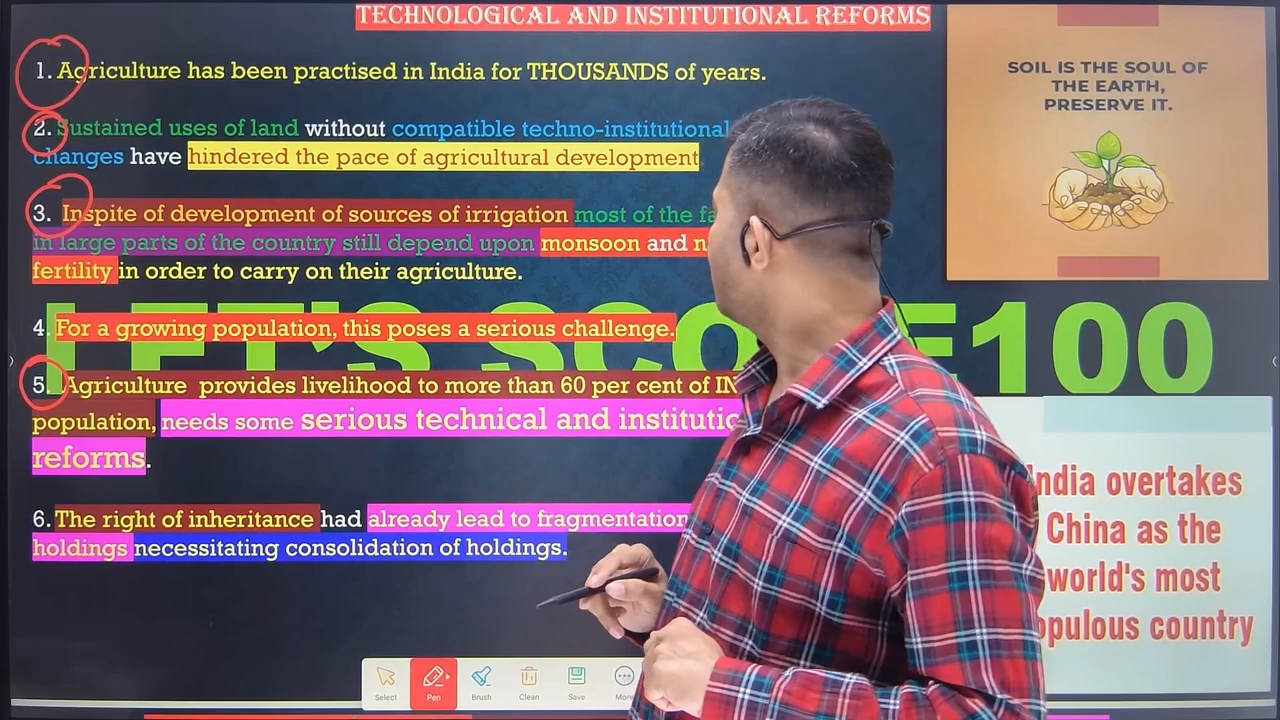 TECHNOLOGICAL AND INSTITUTIONAL REFORMS
1. Agriculture has been practised in India for THOUSANDS of years.
2. Sustained uses of land without compatible techno-institutional
changes have hindered the pace of agricultural development.
3. Inspite of development of sources of irrigation most of the
in large parts of the country still depend upon monsoon and
fertility in order to carry on their agriculture.
4. For a growing population, this poses a serious challenge.
5. Agriculture provides livelihood to more than 60 per cent of
population, needs some serious technical and
reforms.
6. The right of inheritance had already lead to fragmentation
holdings necessitating consolidation of holdings.
LET'S SCORE 100
SOIL IS THE SOUL OF
THE EARTH,
PRESERVE IT.
India overtakes
China as the
world's most
populous country
Select
Pen
Brush
Clean
Save
More